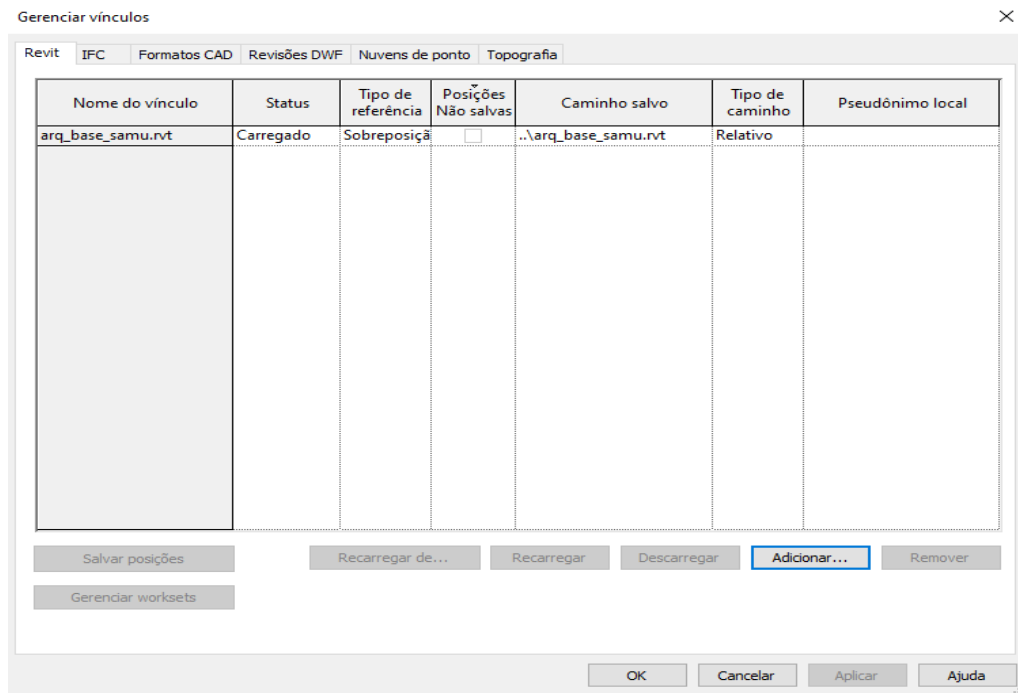 Gerenciar vínculos
Revit IFC Formatos CAD Revisões DWF Nuvens de ponto Topografia
Nome do vínculo Status Tipo de referência Posições Não salvas Caminho salvo Tipo de caminho Pseudônimo local
arq_base_samu.rvt Carregado Sobreposiçã ..\arq_base_samu.rvt Relativo
Salvar posições Recarregar de... Recarregar Descarregar Adicionar... Remover
Gerenciar worksets
OK Cancelar Aplicar Ajuda